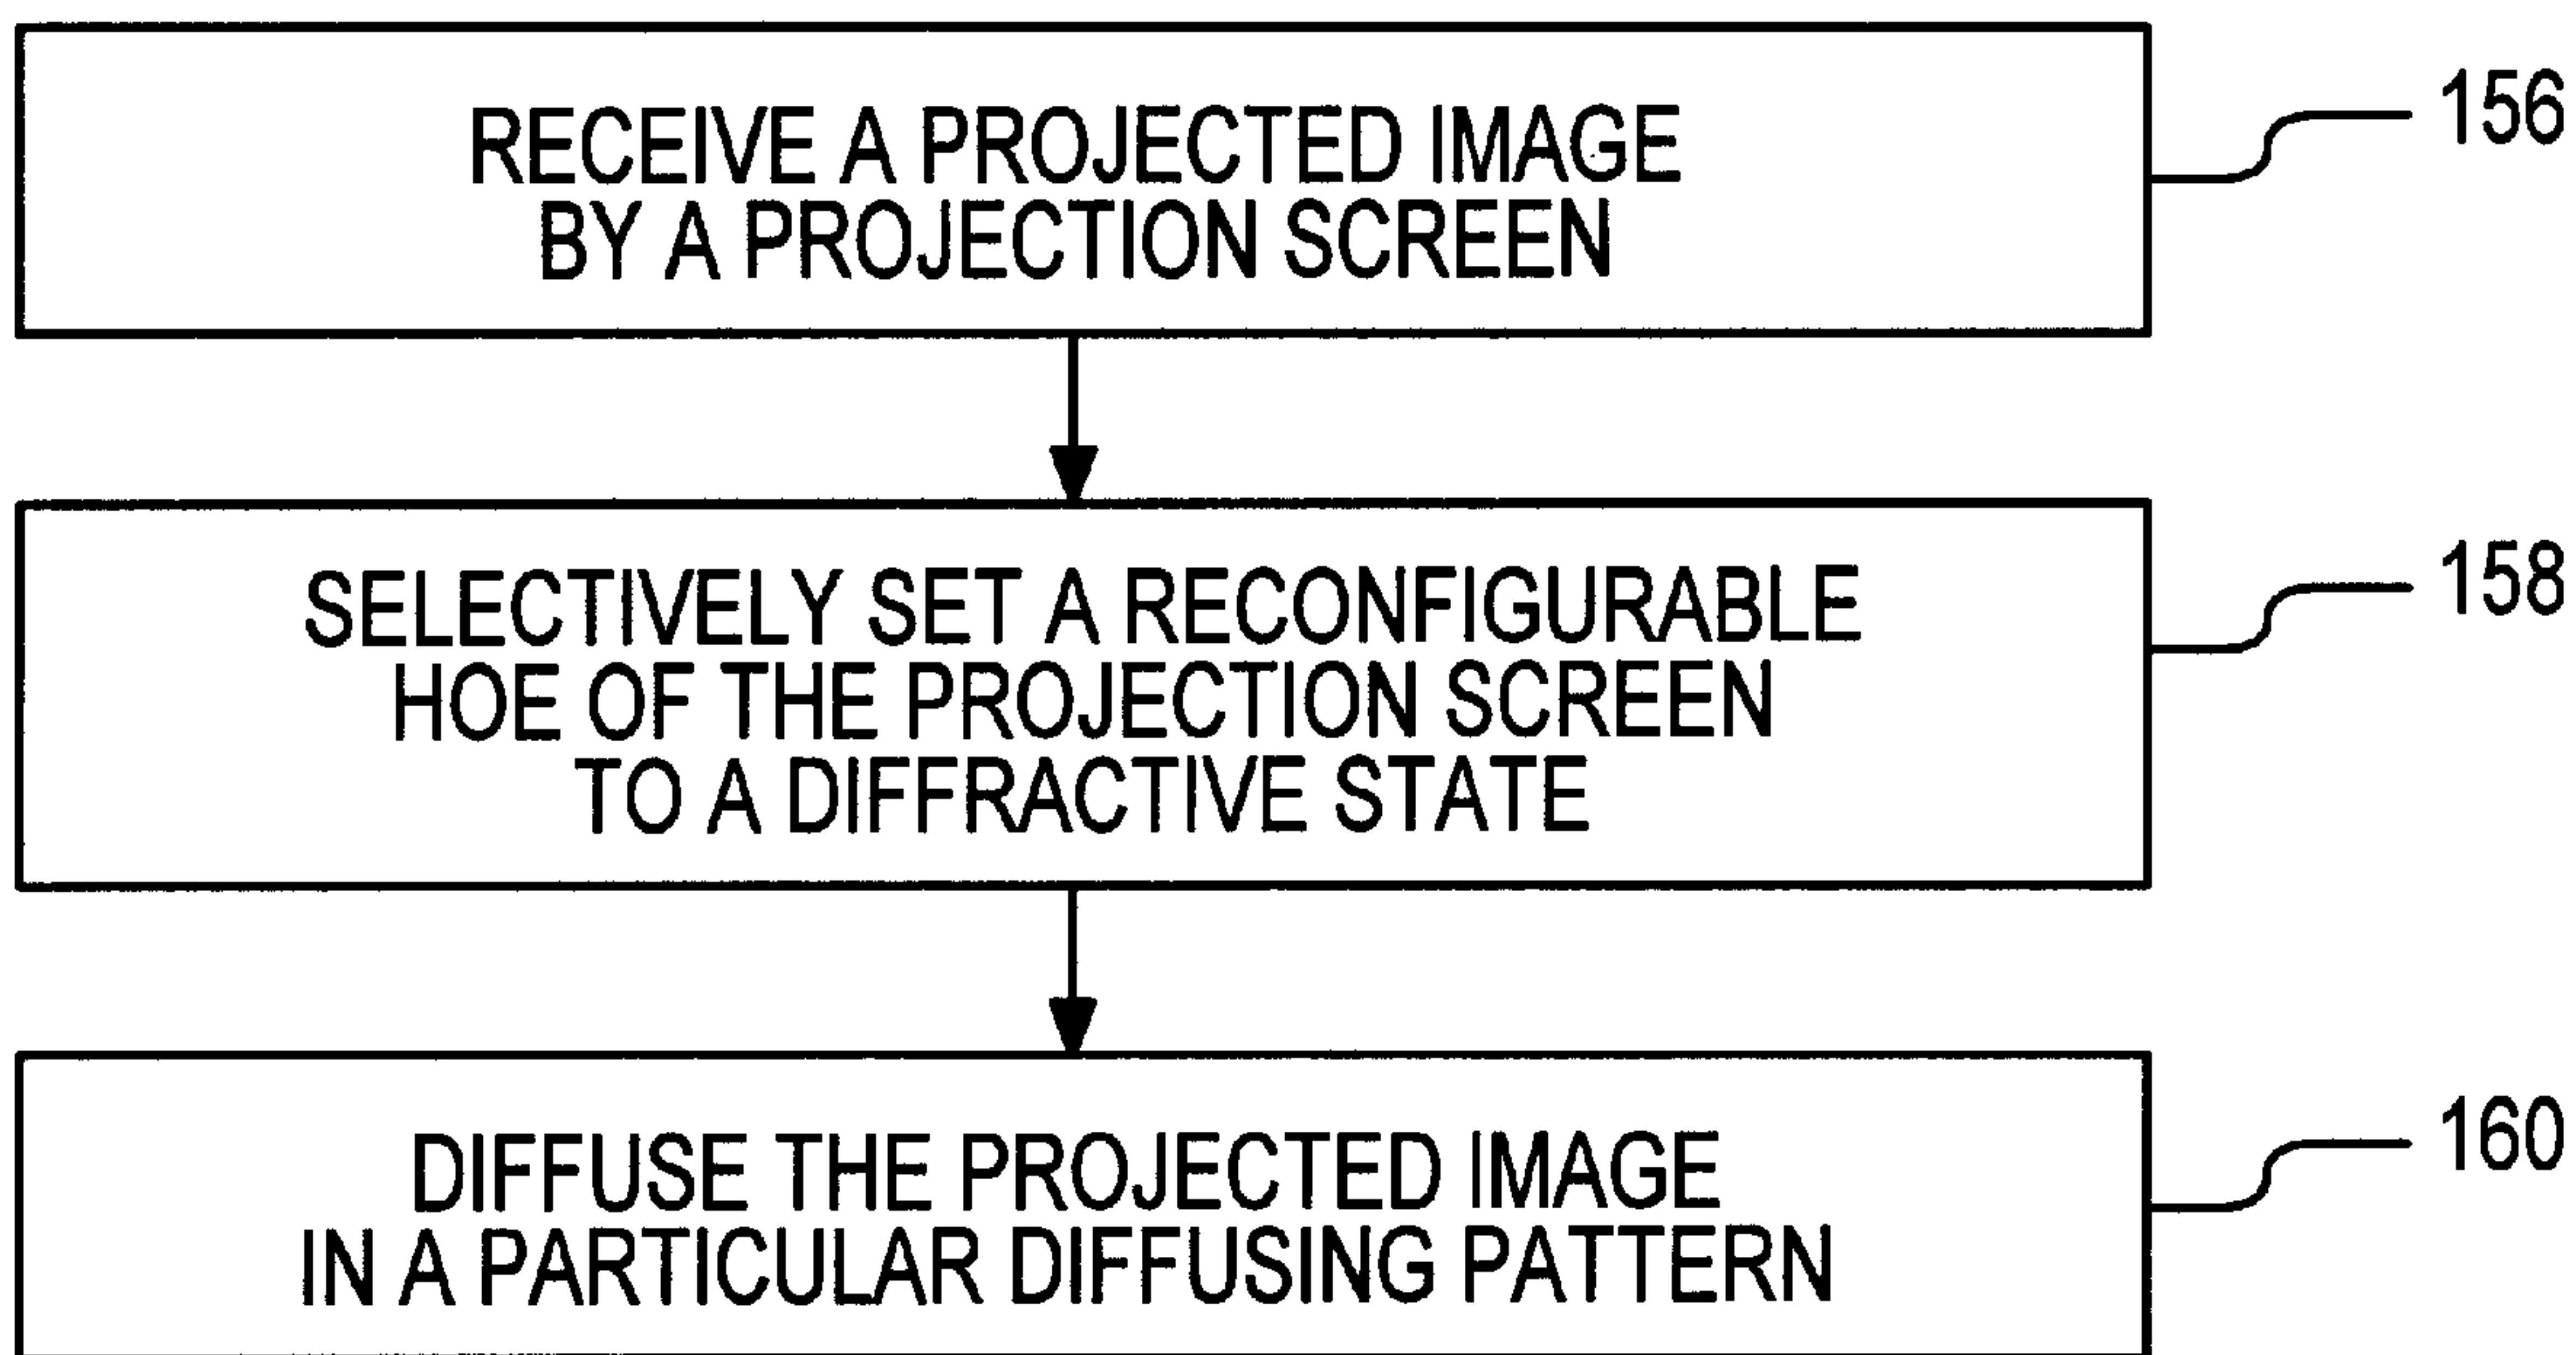 RECEIVE A PROJECTED IMAGE
BY A PROJECTION SCREEN
156
SELECTIVELY SET A RECONFIGURABLE
HOE OF THE PROJECTION SCREEN
TO A DIFFRACTIVE STATE
158
DIFFUSE THE PROJECTED IMAGE
IN A PARTICULAR DIFFUSING PATTERN
160